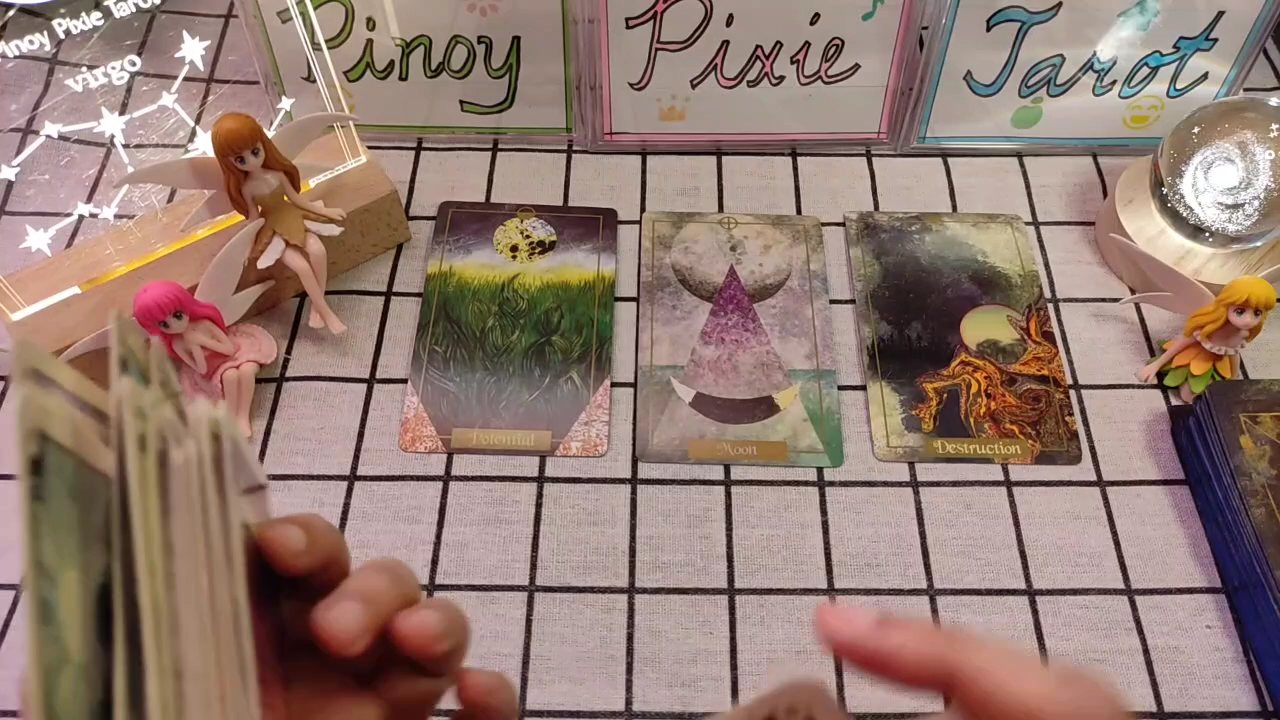 Pinoy Pixie Tarot
virgo
Pinoy
Pixie
Tarot
Potential
Moon
Destruction